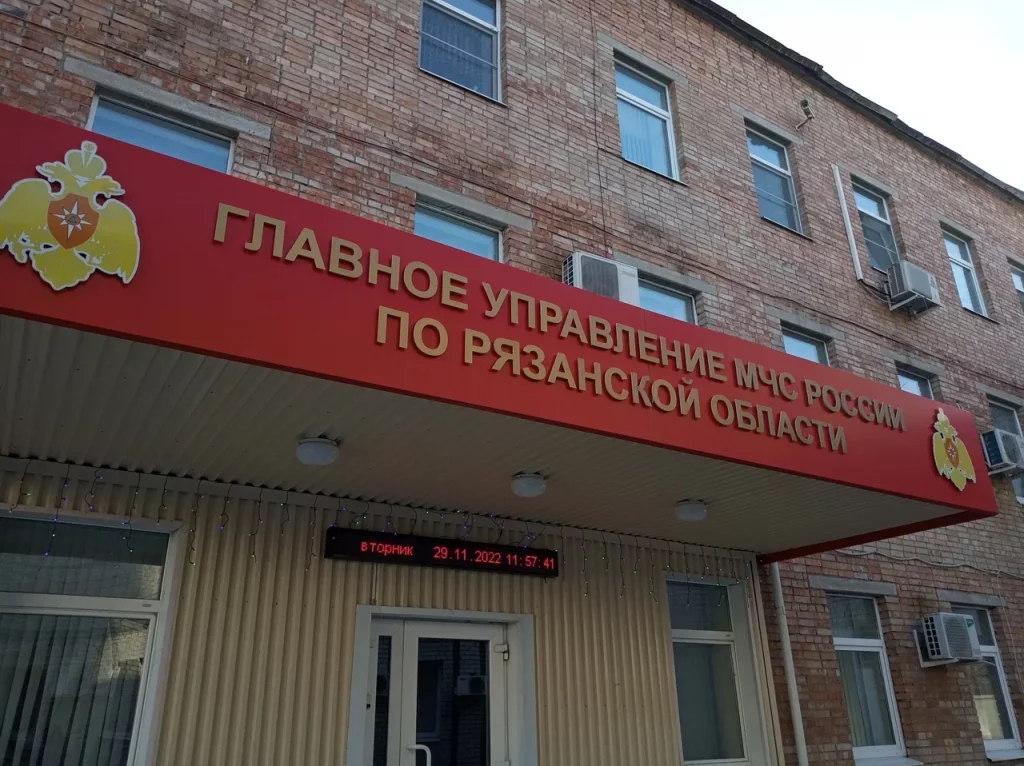 ГЛАВНОЕ УПРАВЛЕНИЕ МЧС РОССИИ
ПО РЯЗАНСКОЙ ОБЛАСТИ
вторник 29.11.2022 11:57:41